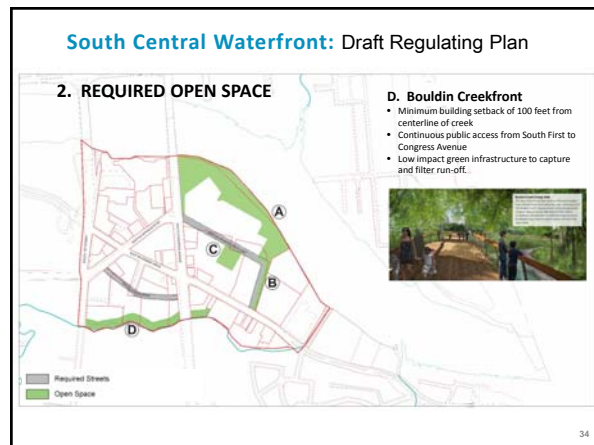 South Central Waterfront: Draft Regulating Plan
2. REQUIRED OPEN SPACE
D. Bouldin Creekfront
• Minimum building setback of 100 feet from
centerline of creek
• Continuous public access from South First to
Congress Avenue
• Low impact green infrastructure to capture
and filter run-off.
A
C
B
D
Required Streets
Open Space
34